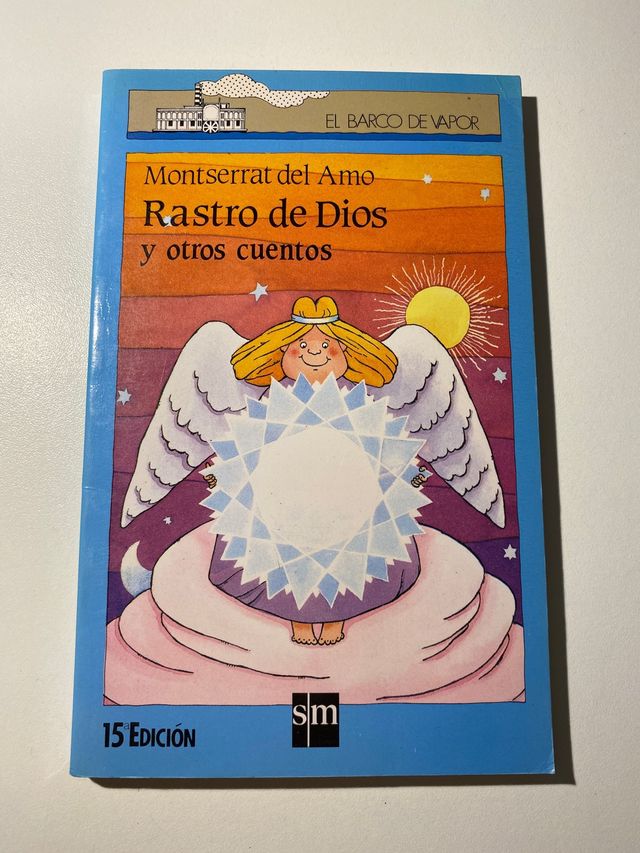 EL BARCO DE VAPOR
Montserrat del Amo
Rastro de Dios
y otros cuentos
sm
15ª EDICIÓN